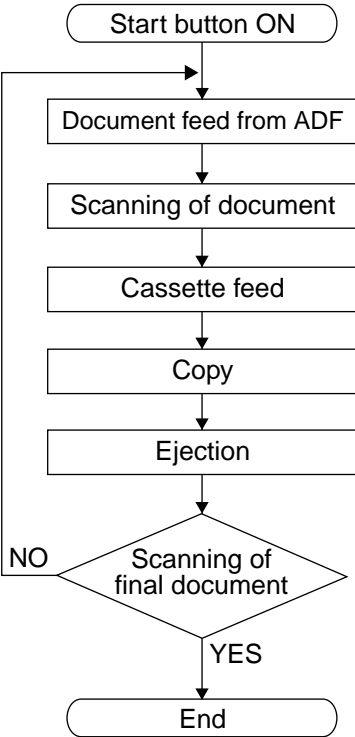 Start button ON
Document feed from ADF
Scanning of document
Cassette feed
Copy
Ejection
Scanning of
final document
NO
YES
End